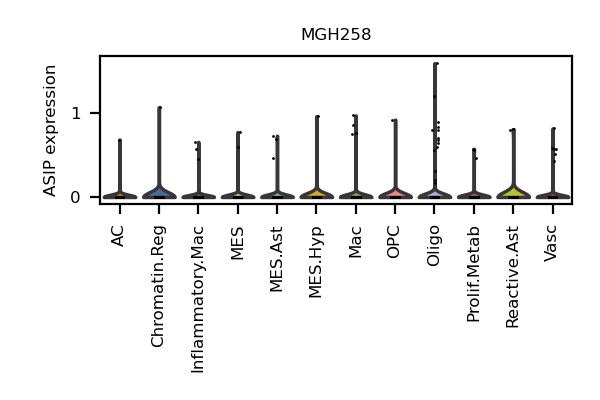 MGH258
ASIP expression
1
0
AC
Chromatin.Reg
Inflammatory.Mac
MES
MES.Ast
MES.Hyp
Mac
OPC
Oligo
Prolif.Metab
Reactive.Ast
Vasc